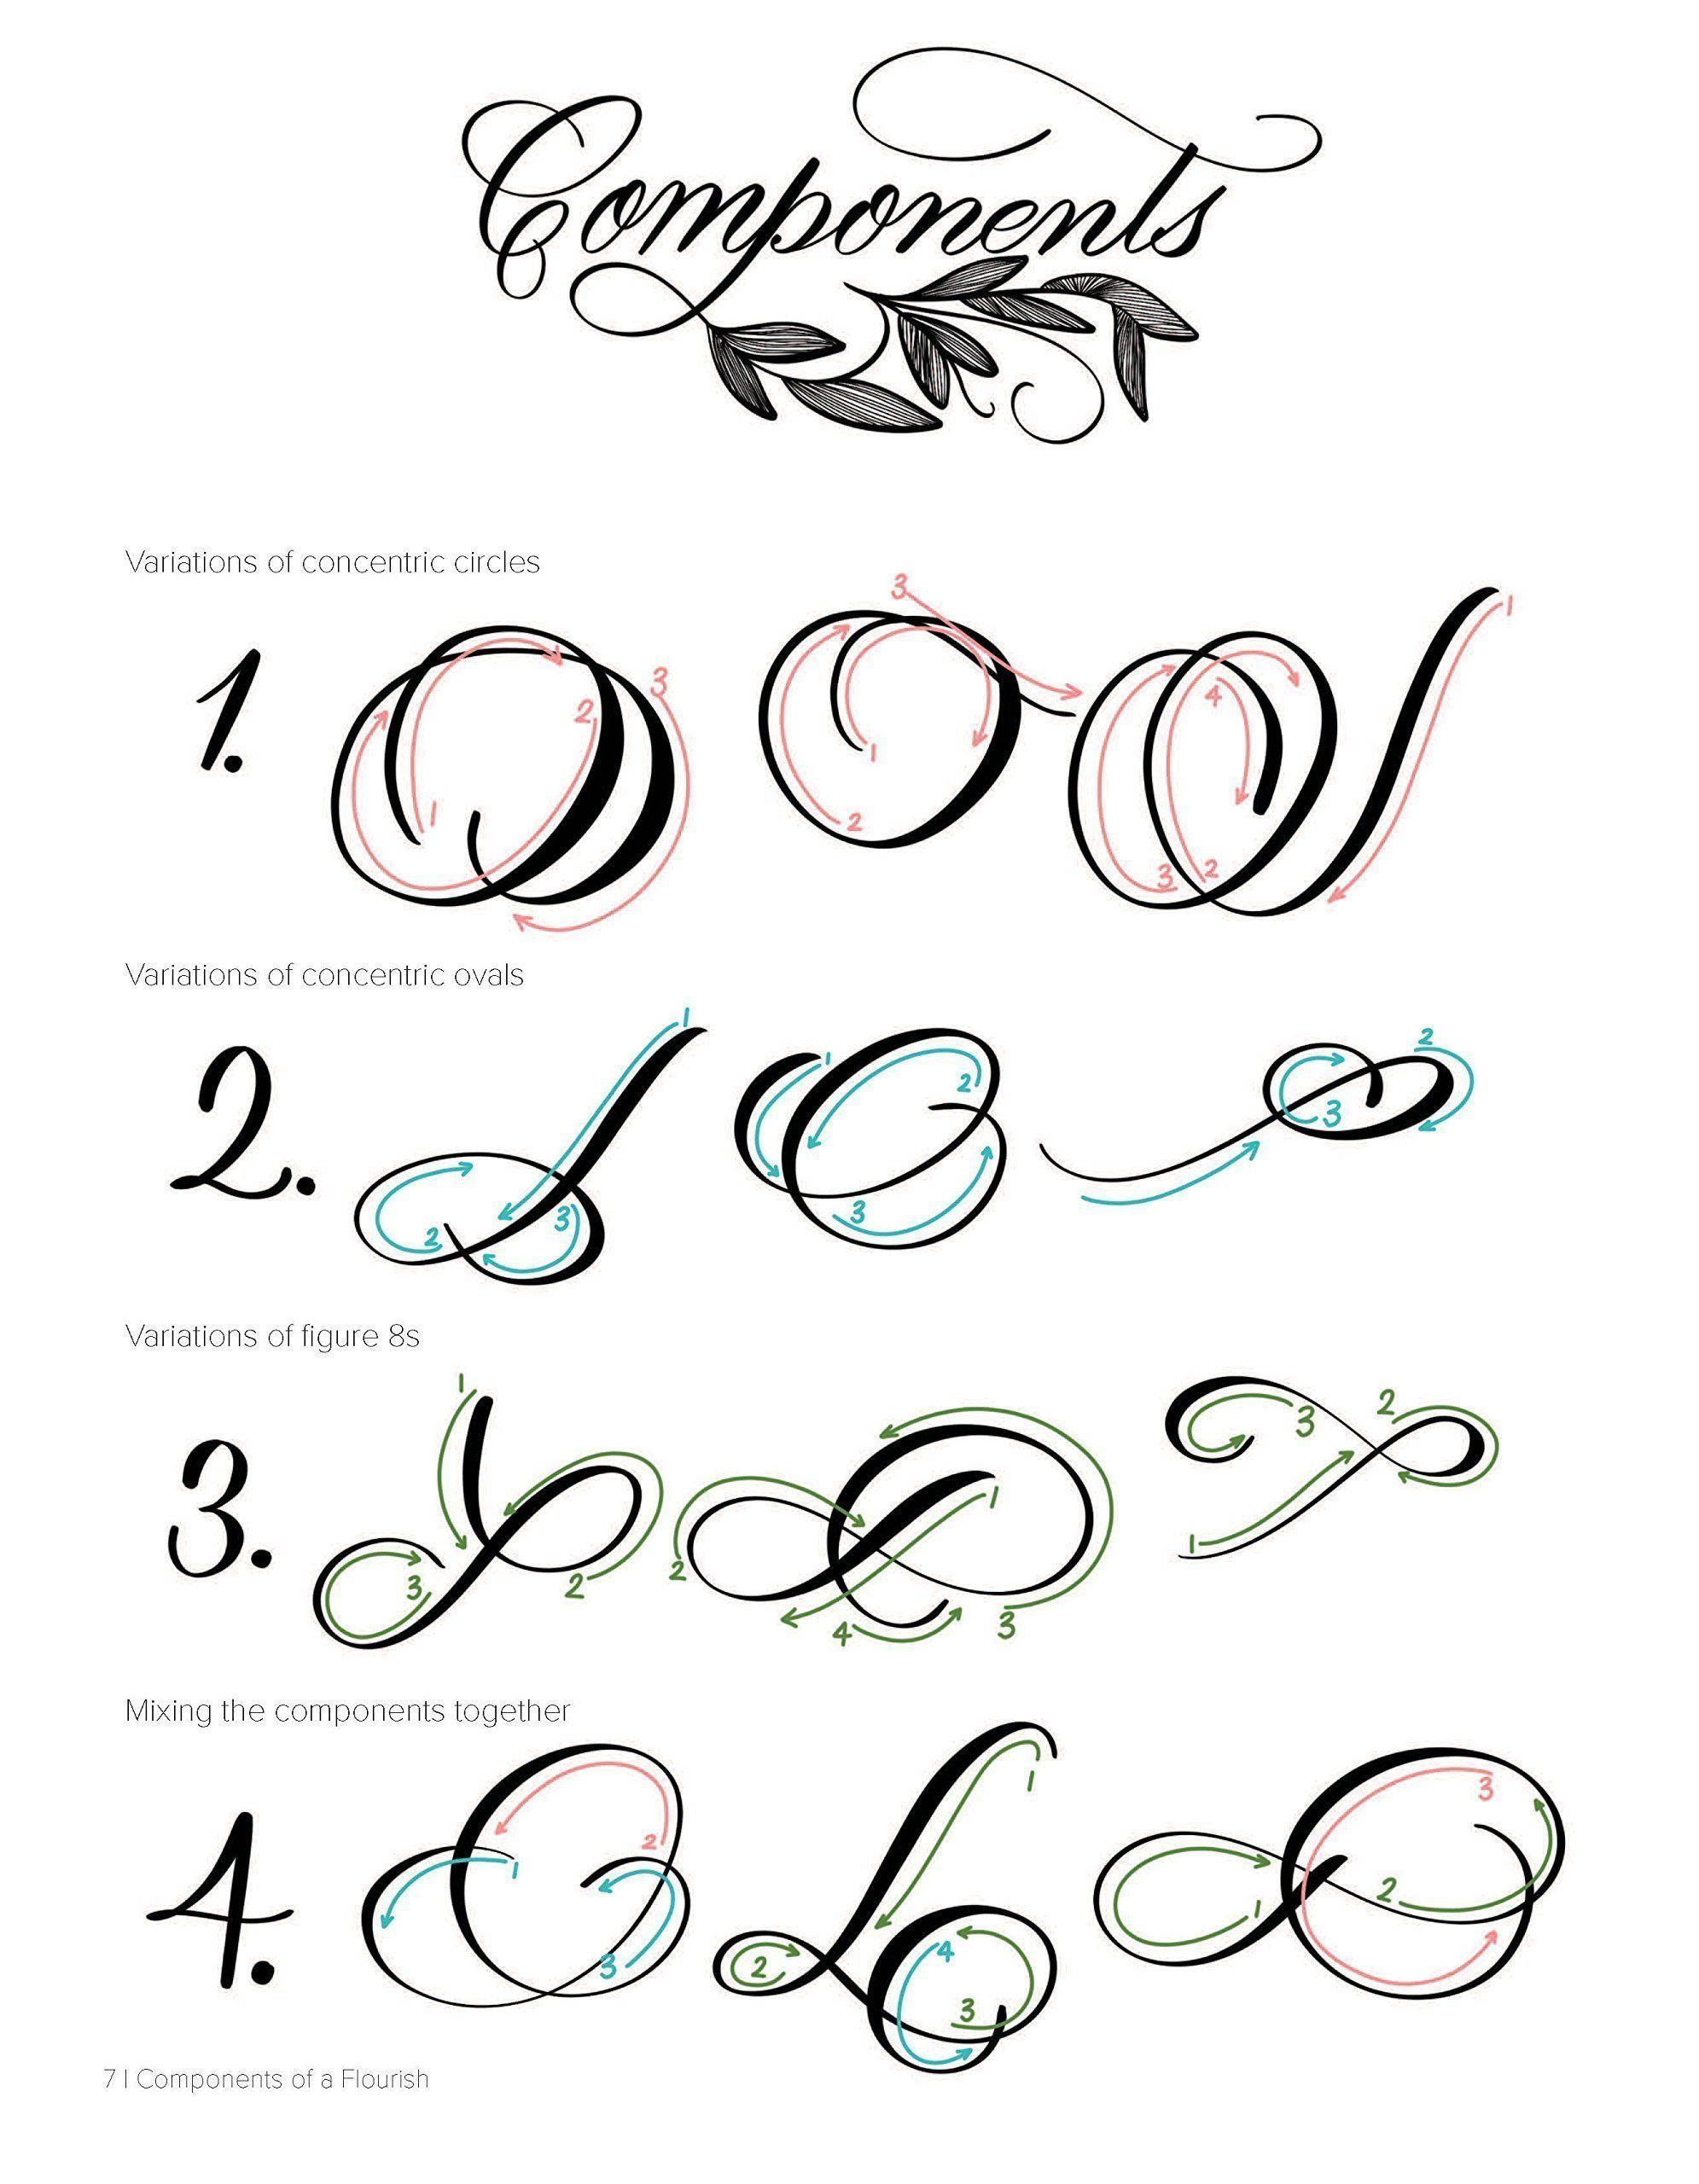 Components
Variations of concentric circles
1.
1 2 3
1 2 3
1 2 3 4
Variations of concentric ovals
2.
1 2 3
1 2 3
2 3
Variations of figure 8s
3.
1 2 3
1 2 3 4
1 2 3
Mixing the components together
4.
1 2 3
1 2 3 4
1 2 3
7 | Components of a Flourish